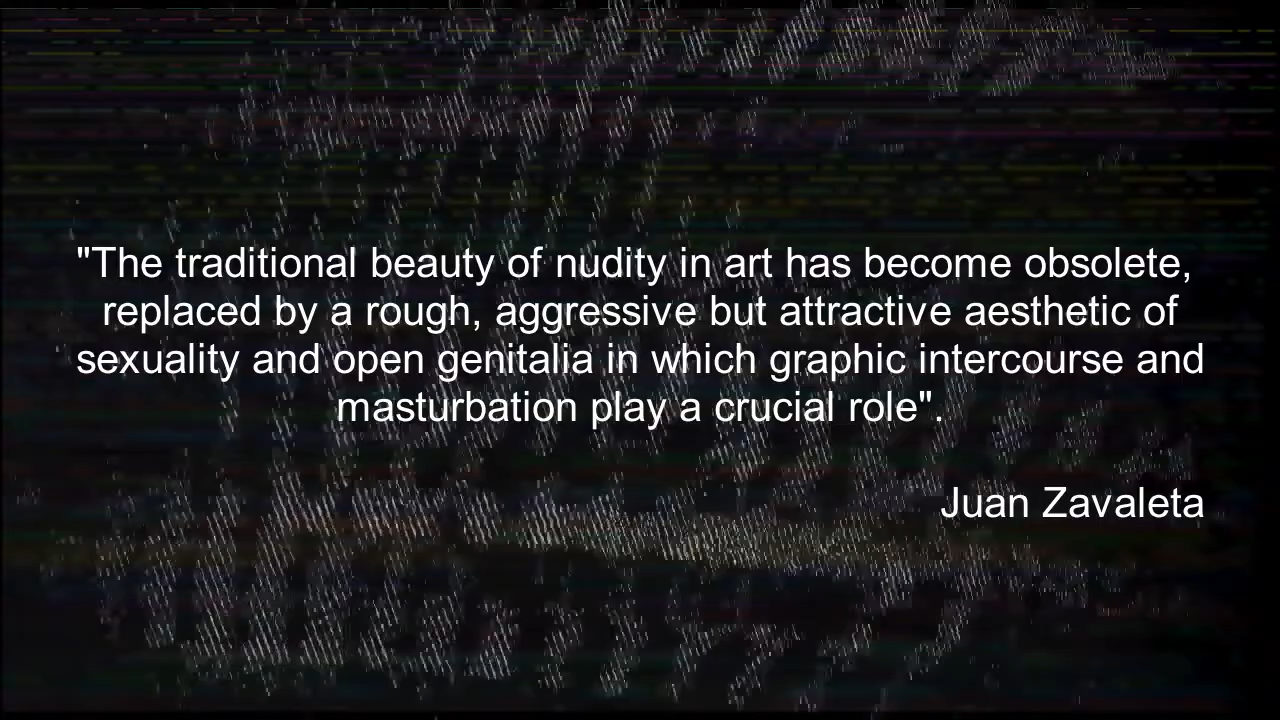 "The traditional beauty of nudity in art has become obsolete,
replaced by a rough, aggressive but attractive aesthetic of
sexuality and open genitalia in which graphic intercourse and
masturbation play a crucial role".
Juan Zavaleta